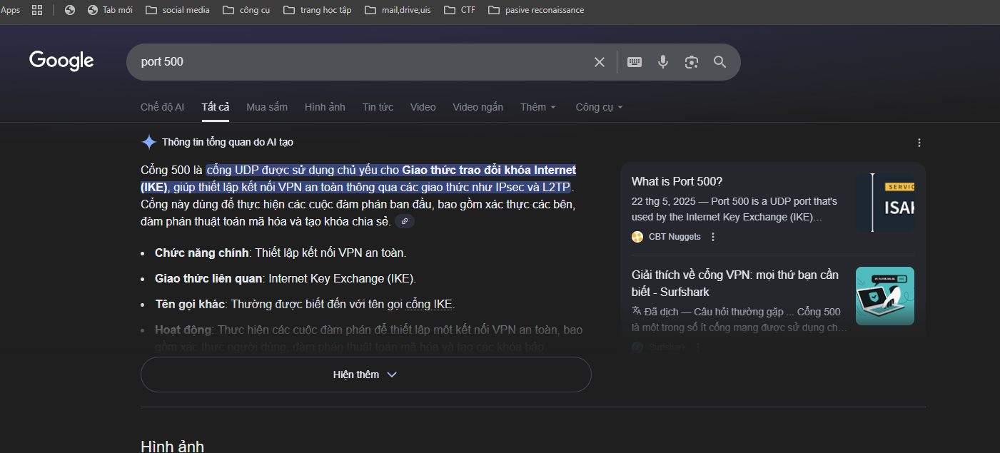 Apps Tab mới social media công cụ trang học tập mail,drive,uis CTF pasive reconaissance
Google
port 500
Chế độ AI Tất cả Mua sắm Hình ảnh Tin tức Video Video ngắn Thêm Công cụ
Thông tin tổng quan do AI tạo
Cổng 500 là cổng UDP được sử dụng chủ yếu cho Giao thức trao đổi khóa Internet
(IKE), giúp thiết lập kết nối VPN an toàn thông qua các giao thức như IPsec và L2TP.
Cổng này dùng để thực hiện các cuộc đàm phán ban đầu, bao gồm xác thực các bên,
đàm phán thuật toán mã hóa và tạo khóa chia sẻ.
• Chức năng chính: Thiết lập kết nối VPN an toàn.
• Giao thức liên quan: Internet Key Exchange (IKE).
• Tên gọi khác: Thường được biết đến với tên gọi cổng IKE.
• Hoạt động: Thực hiện các cuộc đàm phán để thiết lập một kết nối VPN an toàn, bao
gồm xác thực người dùng, đàm phán thuật toán mã hóa và tạo các khóa bảo
Hiện thêm
What is Port 500?
22 thg 5, 2025 — Port 500 is a UDP port that's
used by the Internet Key Exchange (IKE)...
CBT Nuggets
SERVIC
ISAK
Giải thích về cổng VPN: mọi thứ bạn cần
biết - Surfshark
Đã dịch — Câu hỏi thường gặp ... Cổng 500
là một trong số ít cổng mạng được sử dụng ch...
Surfshark
Hình ảnh